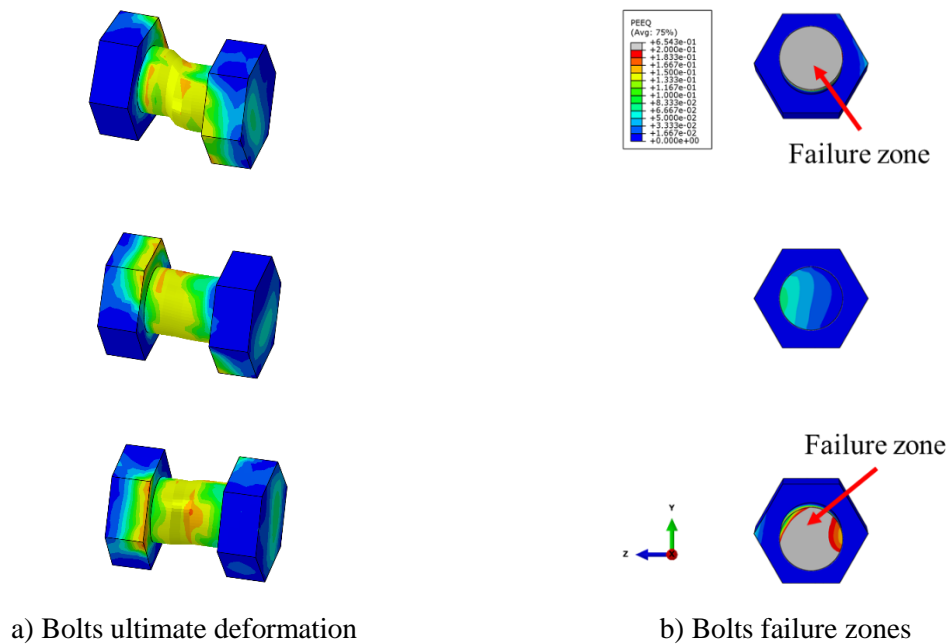 PEEQ
(Avg: 75%)
+6.543e-01
+2.000e-01
+1.833e-01
+1.667e-01
+1.500e-01
+1.333e-01
+1.167e-01
+1.000e-01
+8.333e-02
+6.667e-02
+5.000e-02
+3.333e-02
+1.667e-02
+0.000e+00
Failure zone
Failure zone
Y
Z
X
a) Bolts ultimate deformation
b) Bolts failure zones